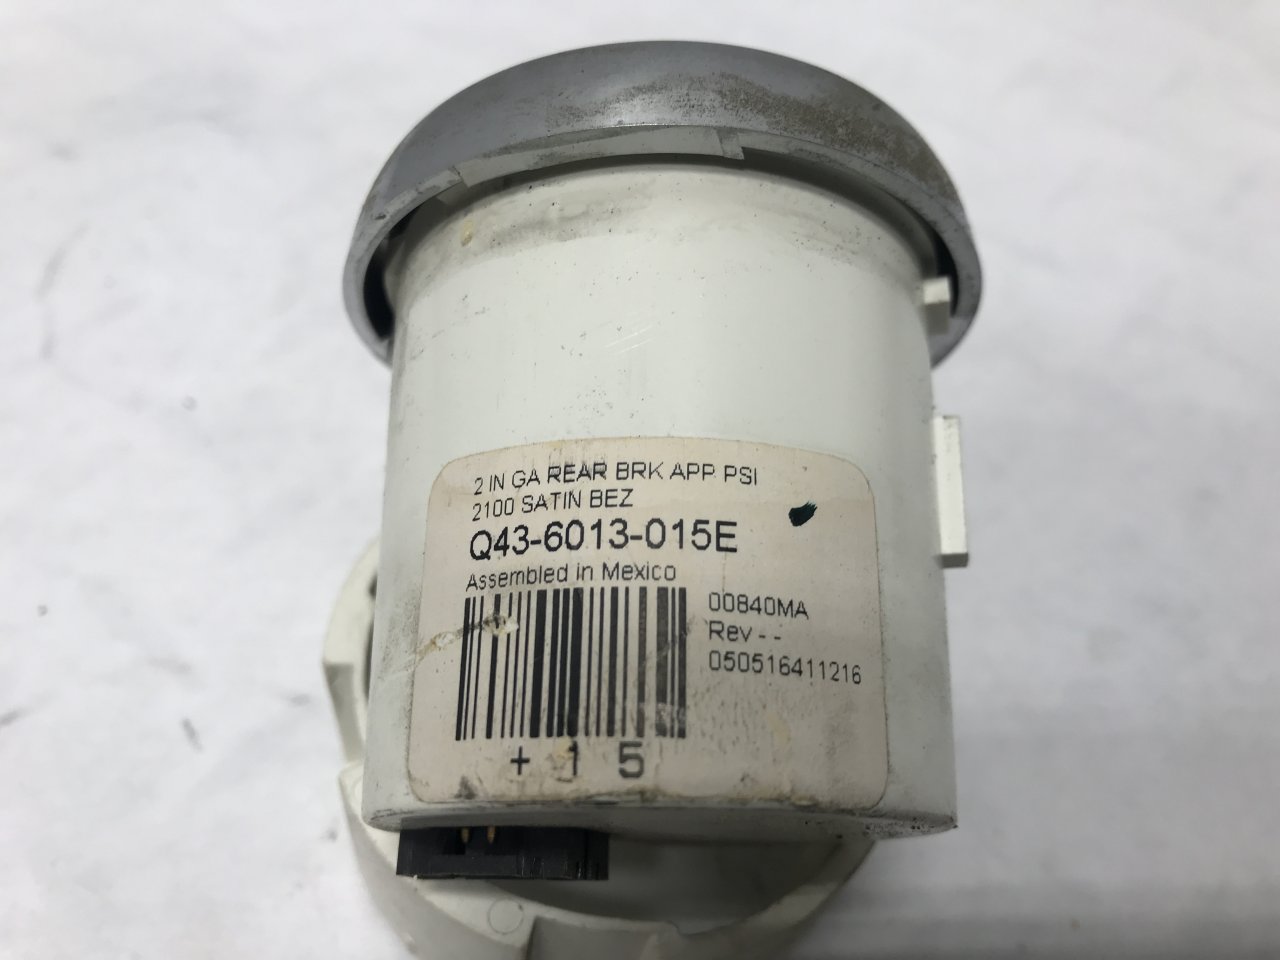 2 IN GA REAR BRK APP. PSI
2100 SATIN BEZ
Q43-6013-015E
Assembled in Mexico
00840MA
Rev - -
050516411216
+ 1 5